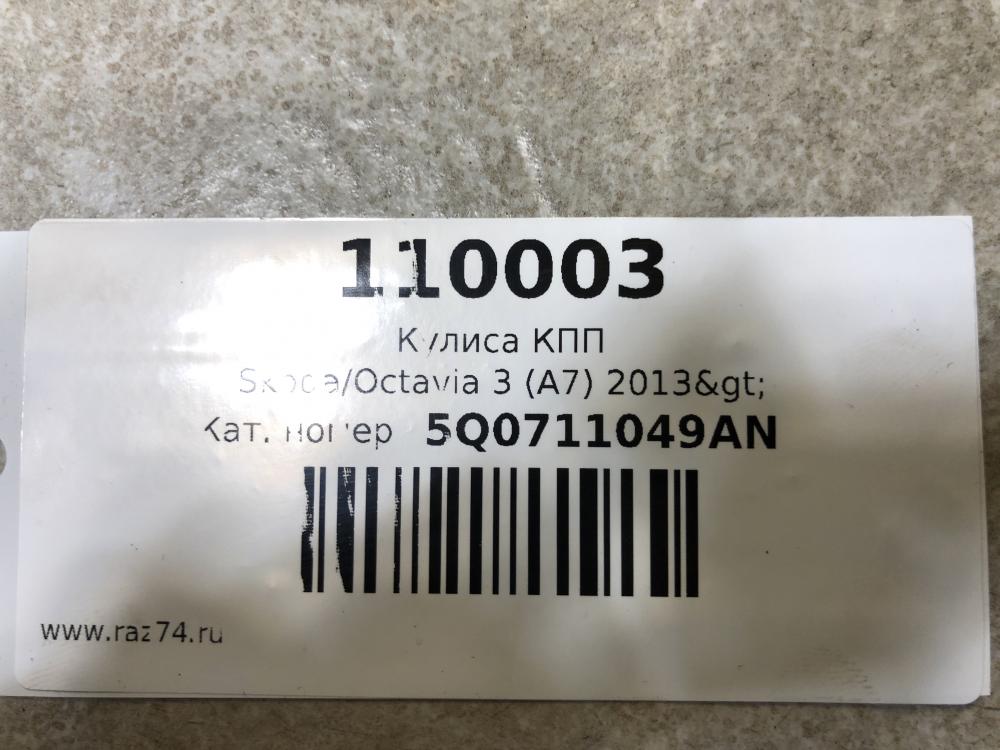 110003
Кулиса КПП
Skoda/Octavia 3 (A7) 2013&gt;
Кат. номер 5Q0711049AN
www.raz74.ru